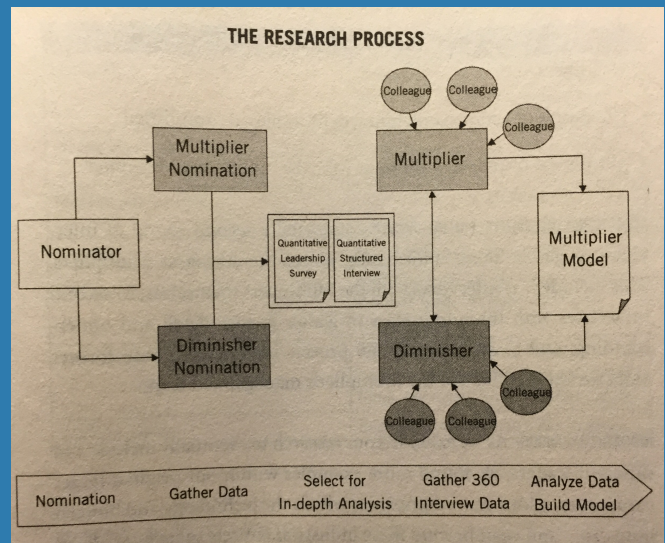 THE RESEARCH PROCESS
Colleague
Colleague
Colleague
Multiplier
Nomination
Multiplier
Nominator
Quantitative
Leadership
Survey
Quantitative
Structured
Interview
Multiplier
Model
Diminisher
Nomination
Diminisher
Colleague
Colleague
Colleague
Nomination
Gather Data
Select for
In-depth Analysis
Gather 360
Interview Data
Analyze Data
Build Model